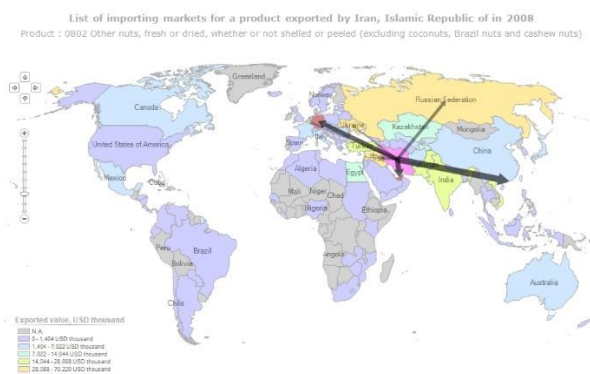 List of importing markets for a product exported by Iran, Islamic Republic of in 2008
Product : 0802 Other nuts, fresh or dried, whether or not shelled or peeled (excluding coconuts, Brazil nuts and cashew nuts)
Greenland
Norway
Russian Federation
Canada
Ukraine
Kazakhstan
Mongolia
United States of America
Spain
China
Algeria
Egypt
Mexico
Cuba
India
Mali
Niger
Chad
Nigeria
Ethiopia
Peru
Brazil
Angola
Bolivia
Australia
Chile
Exported value, USD thousand
N.A.
0 - 1,404 USD thousand
1,404 - 7,022 USD thousand
7,022 - 14,044 USD thousand
14,044 - 28,088 USD thousand
28,088 - 70,220 USD thousand